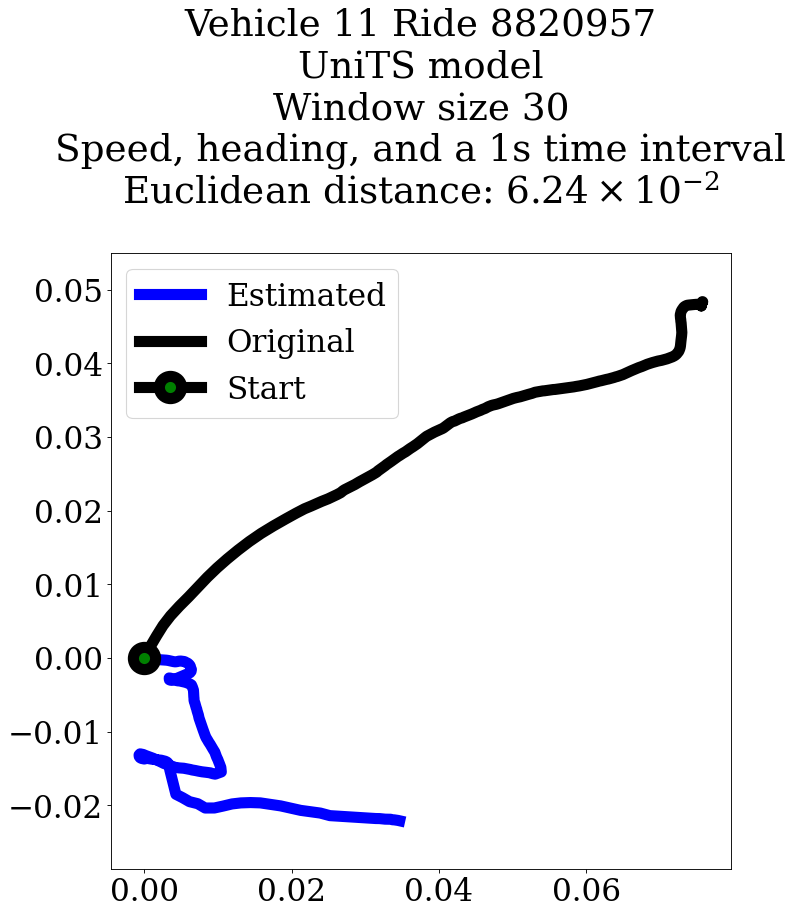 Vehicle 11 Ride 8820957
UniTS model
Window size 30
Speed, heading, and a 1s time interval
Euclidean distance: 6.24 × 10⁻²
Estimated
Original
Start
0.05
0.04
0.03
0.02
0.01
0.00
−0.01
−0.02
0.00 0.02 0.04 0.06